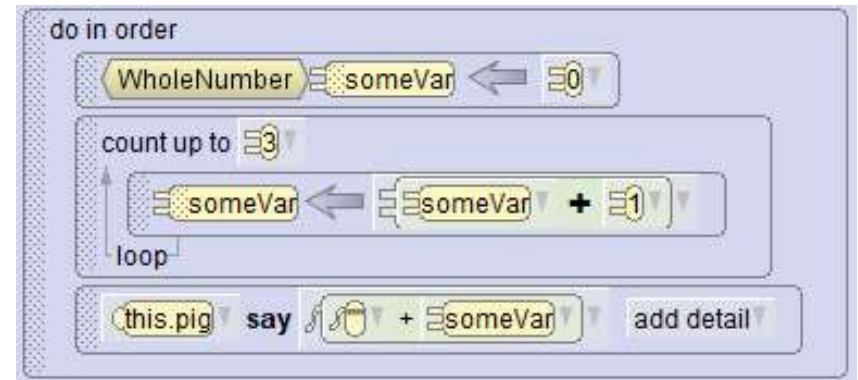 do in order
WholeNumber someVar 0
count up to 3
someVar someVar + 1
loop
this.pig say + someVar add detail